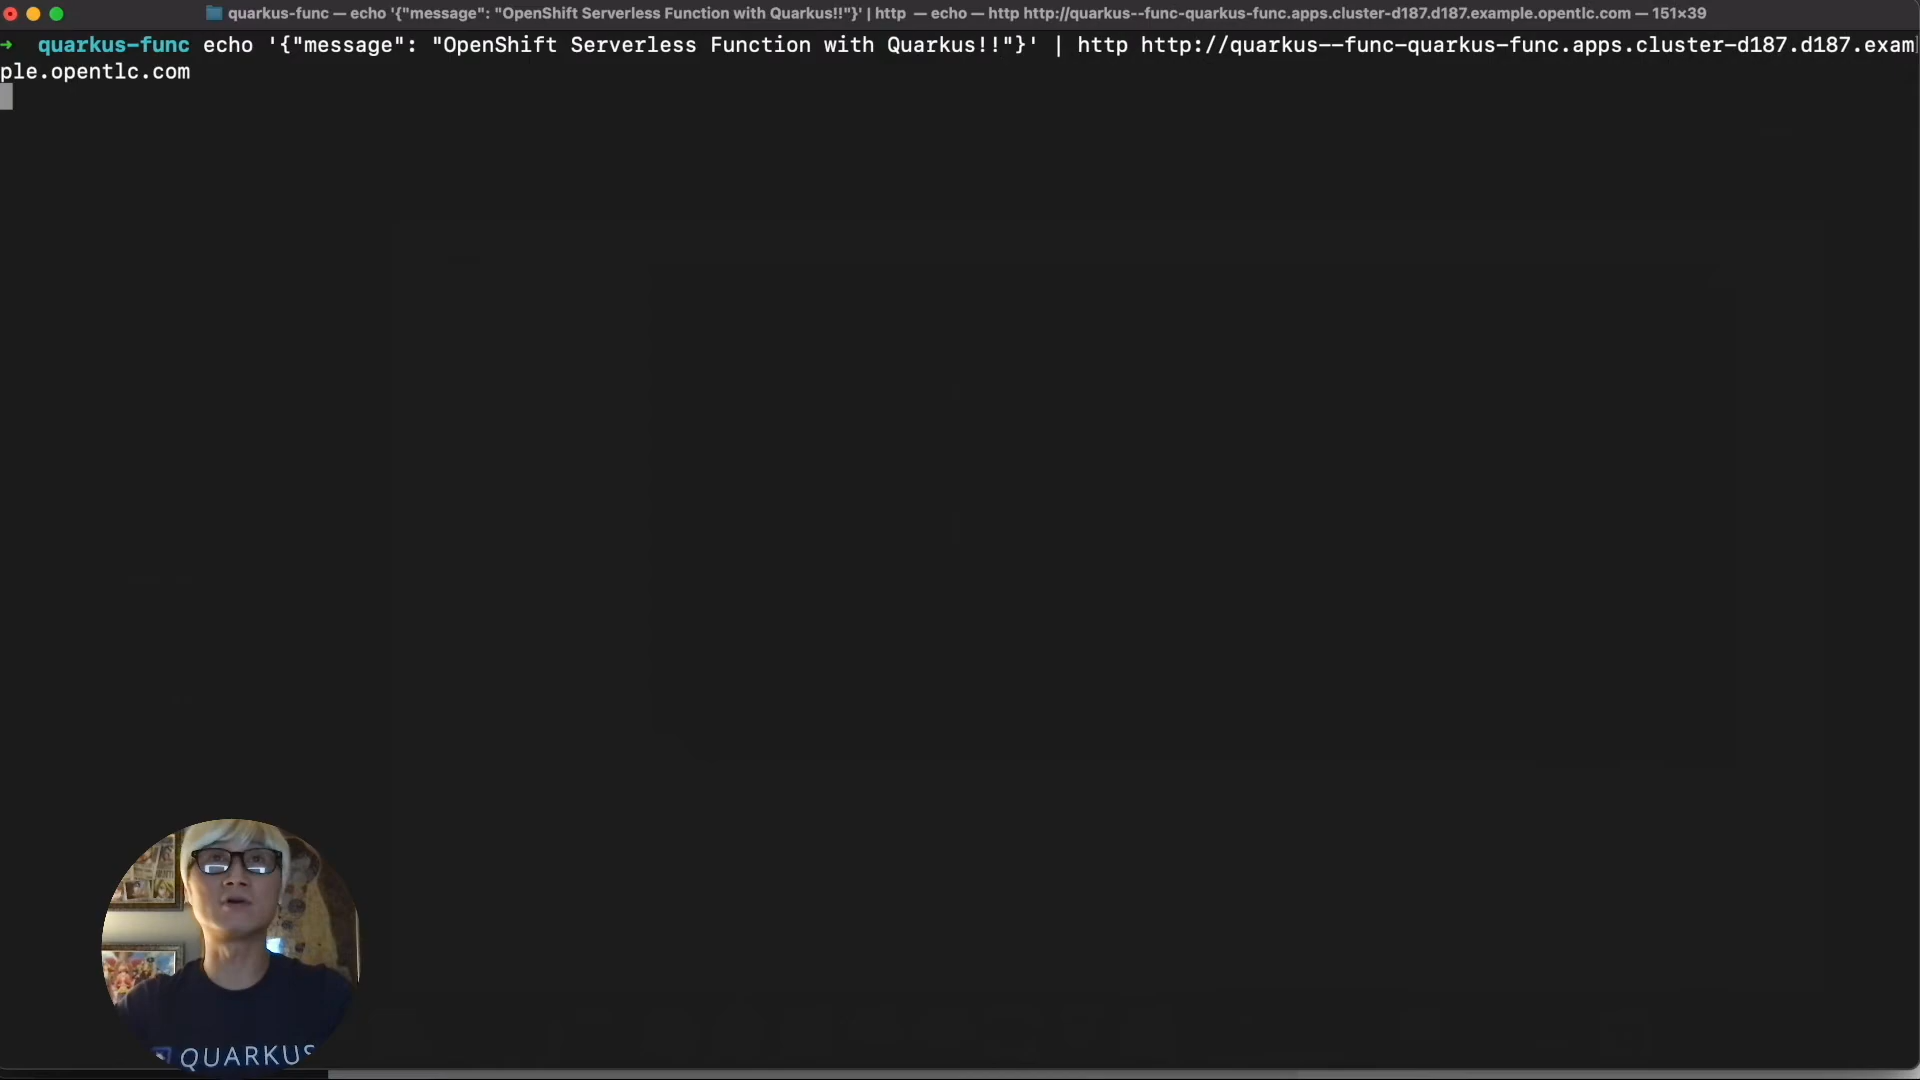 quarkus-func — echo '{"message": "OpenShift Serverless Function with Quarkus!!"}' | http — echo — http http://quarkus--func-quarkus-func.apps.cluster-d187.d187.example.opentlc.com — 151×39
➜ quarkus-func echo '{"message": "OpenShift Serverless Function with Quarkus!!"}' | http http://quarkus--func-quarkus-func.apps.cluster-d187.d187.exam
ple.opentlc.com
QUARKUS